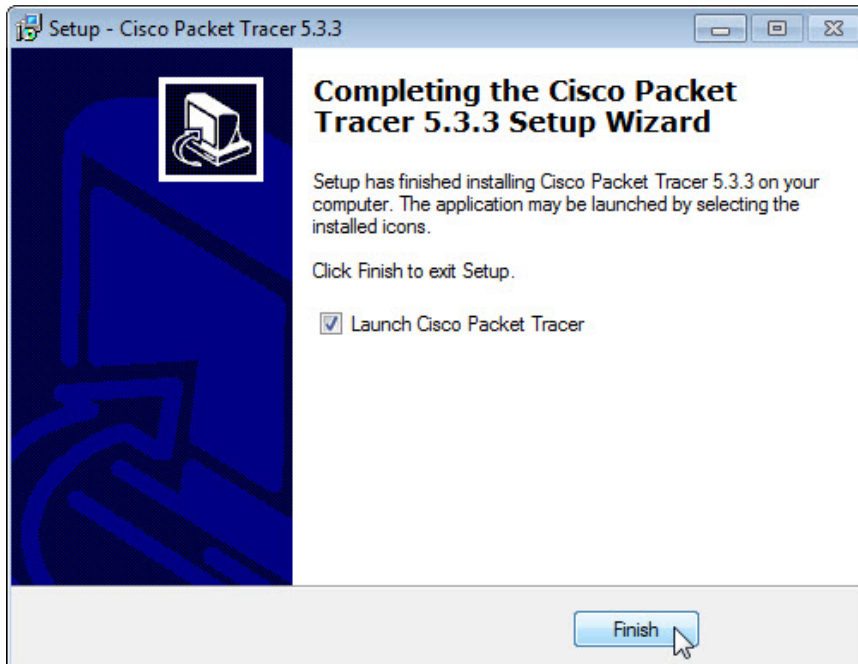 Setup - Cisco Packet Tracer 5.3.3
Completing the Cisco Packet
Tracer 5.3.3 Setup Wizard
Setup has finished installing Cisco Packet Tracer 5.3.3 on your
computer. The application may be launched by selecting the
installed icons.
Click Finish to exit Setup.
Launch Cisco Packet Tracer
Finish